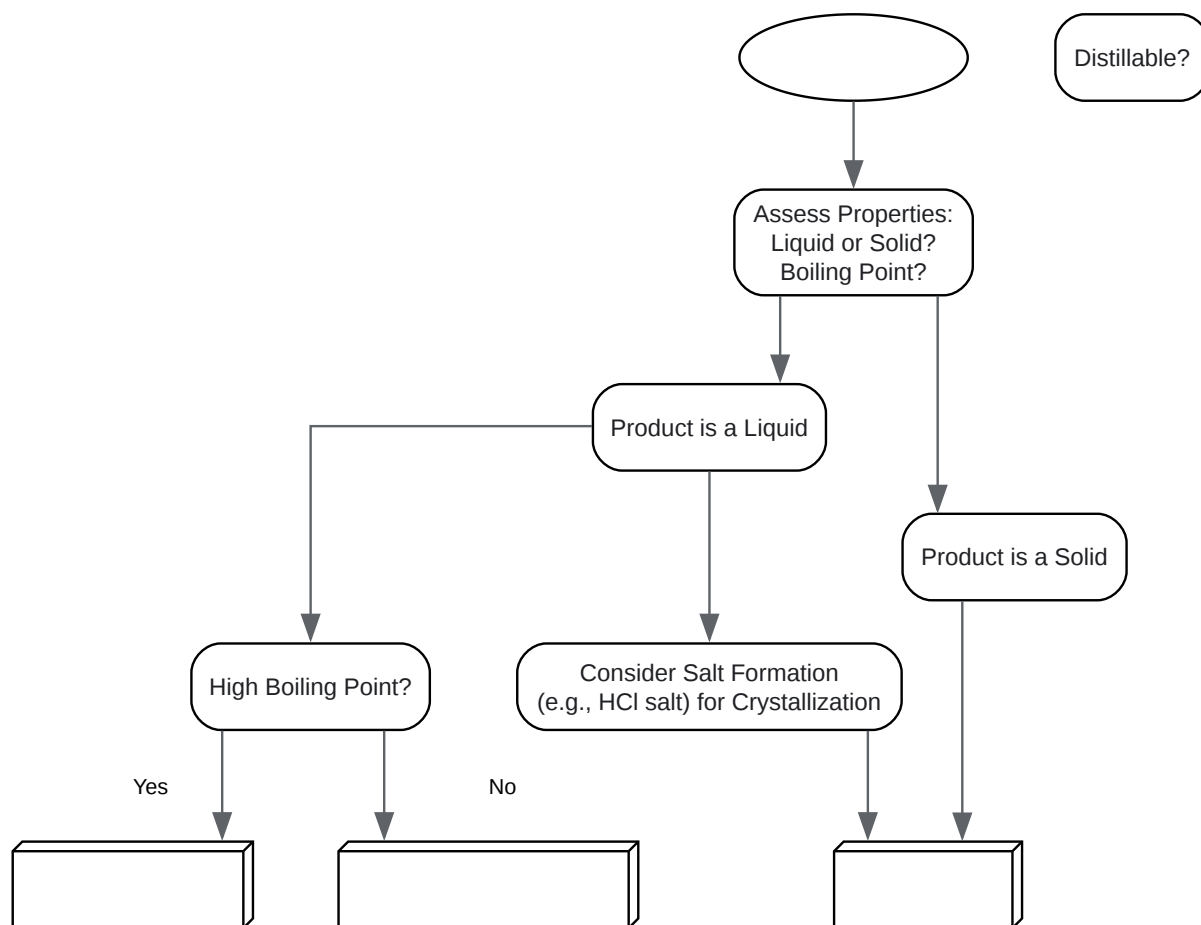 Distillable?
Assess Properties:
Liquid or Solid?
Boiling Point?
Product is a Liquid
Product is a Solid
High Boiling Point?
Consider Salt Formation
(e.g., HCl salt) for Crystallization
Yes
No